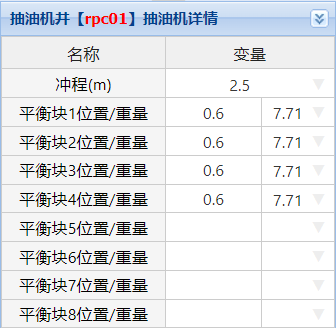 抽油机井【rpc01】抽油机详情
名称 变量
冲程(m) 2.5
平衡块1位置/重量 0.6 7.71
平衡块2位置/重量 0.6 7.71
平衡块3位置/重量 0.6 7.71
平衡块4位置/重量 0.6 7.71
平衡块5位置/重量
平衡块6位置/重量
平衡块7位置/重量
平衡块8位置/重量